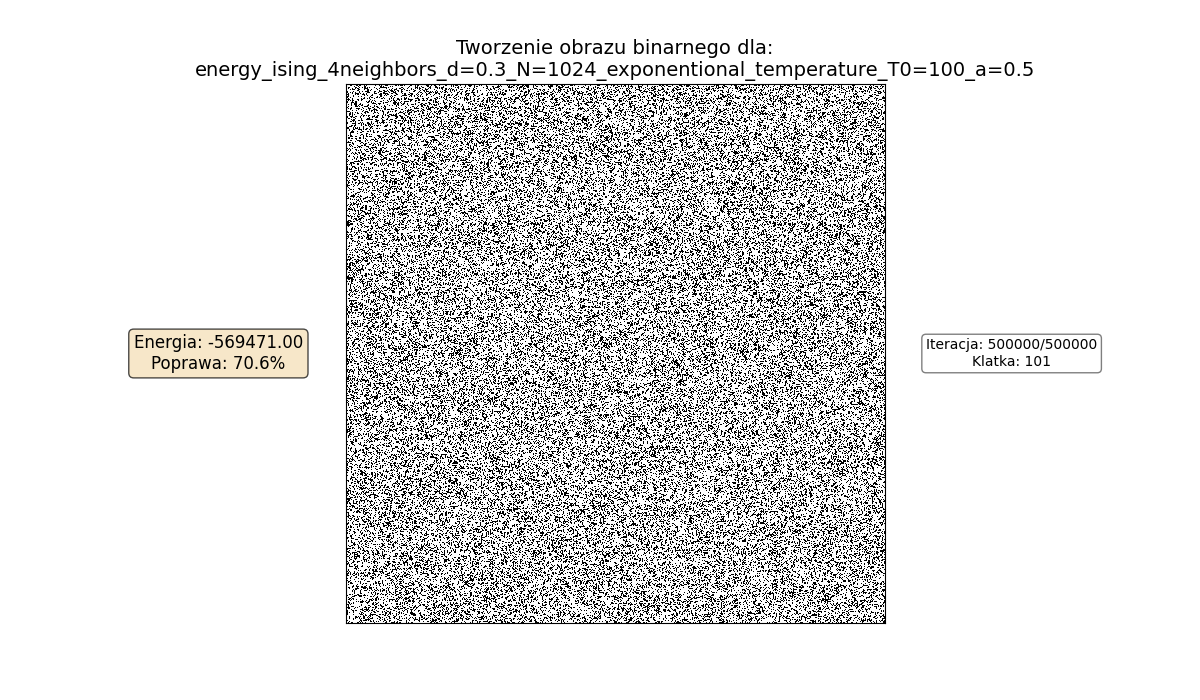 Tworzenie obrazu binarnego dla:
energy_ising_4neighbors_d=0.3_N=1024_exponentional_temperature_T0=100_a=0.5
Energia: -569471.00
Poprawa: 70.6%
Iteracja: 500000/500000
Klatka: 101